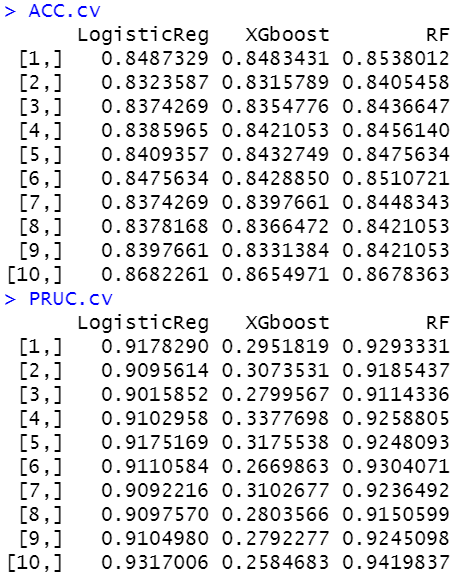 > ACC.cv
LogisticReg XGboost RF
[1,] 0.8487329 0.8483431 0.8538012
[2,] 0.8323587 0.8315789 0.8405458
[3,] 0.8374269 0.8354776 0.8436647
[4,] 0.8385965 0.8421053 0.8456140
[5,] 0.8409357 0.8432749 0.8475634
[6,] 0.8475634 0.8428850 0.8510721
[7,] 0.8374269 0.8397661 0.8448343
[8,] 0.8378168 0.8366472 0.8421053
[9,] 0.8397661 0.8331384 0.8421053
[10,] 0.8682261 0.8654971 0.8678363
> PRUC.cv
LogisticReg XGboost RF
[1,] 0.9178290 0.2951819 0.9293331
[2,] 0.9095614 0.3073531 0.9185437
[3,] 0.9015852 0.2799567 0.9114336
[4,] 0.9102958 0.3377698 0.9258805
[5,] 0.9175169 0.3175538 0.9248093
[6,] 0.9110584 0.2669863 0.9304071
[7,] 0.9092216 0.3102677 0.9236492
[8,] 0.9097570 0.2803566 0.9150599
[9,] 0.9104980 0.2792277 0.9245098
[10,] 0.9317006 0.2584683 0.9419837